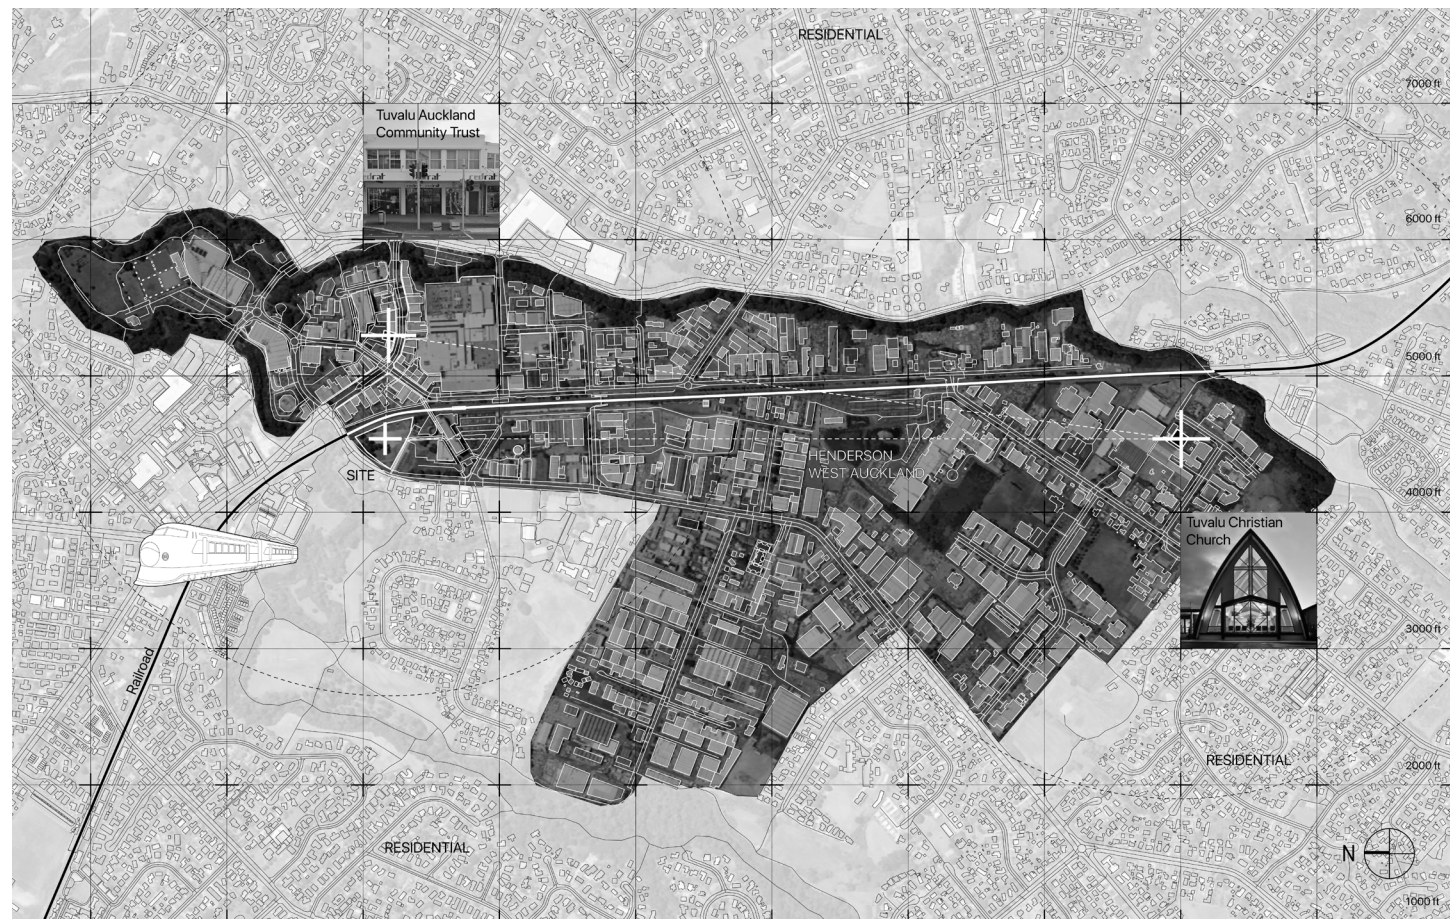 RESIDENTIAL
7000 ft
Tuvalu Auckland
Community Trust
6000 ft
5000 ft
HENDERSON
WEST AUCKLAND
SITE
4000 ft
Tuvalu Christian
Church
3000 ft
Railroad
2000 ft
RESIDENTIAL
RESIDENTIAL
N
1000 ft